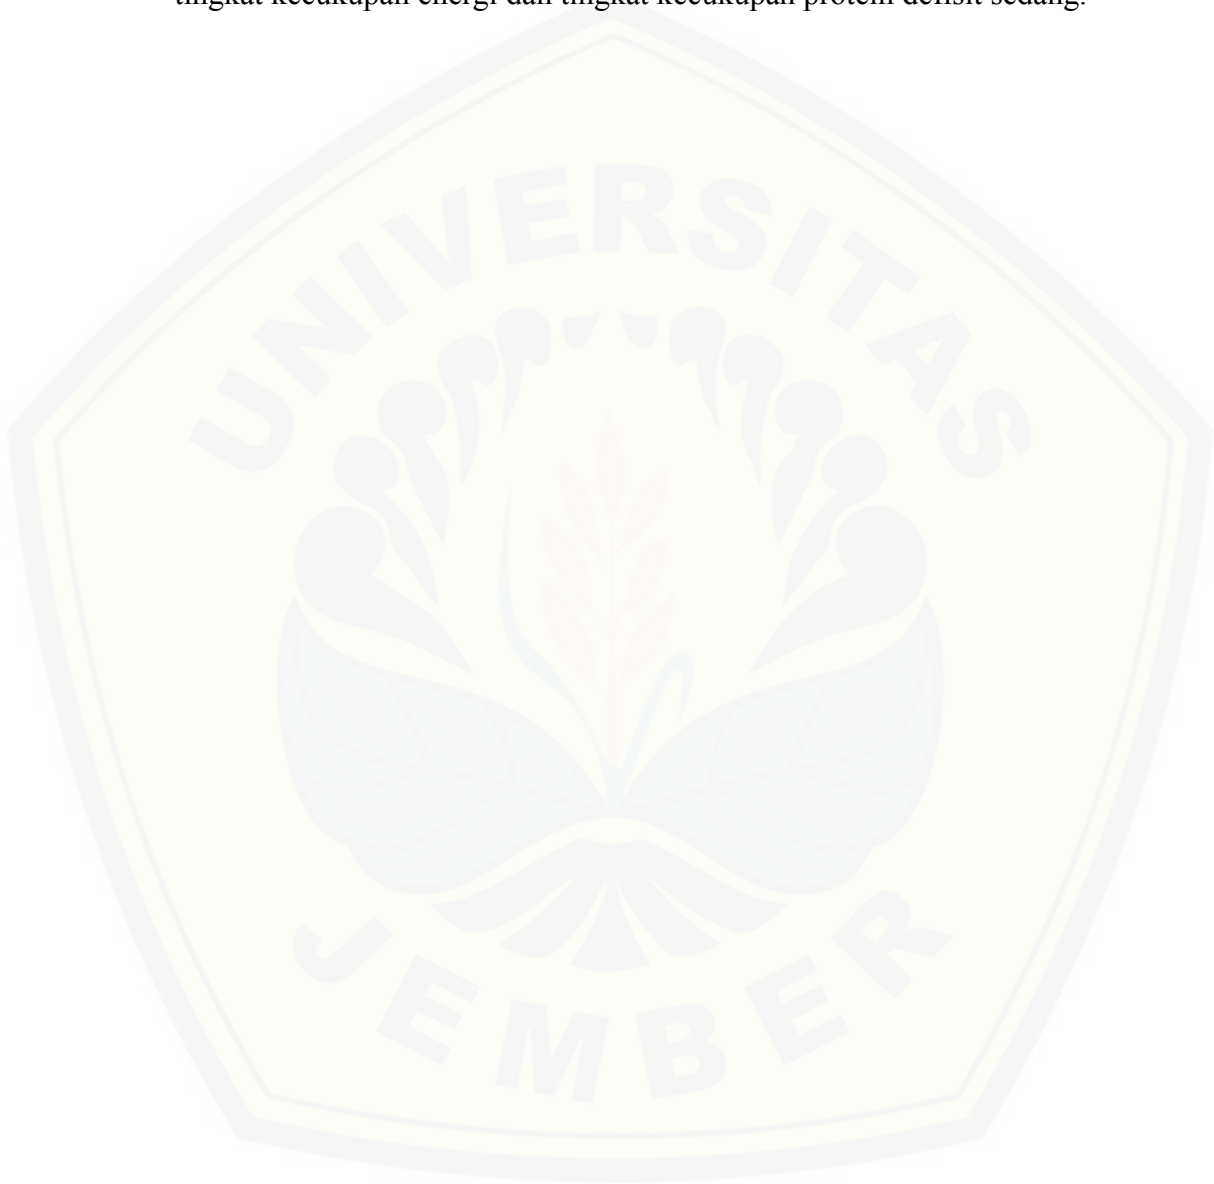 tingkat kecukupan energi dan tingkat kecukupan protein defisit sedang.
UNIVERSITAS
JEMBER